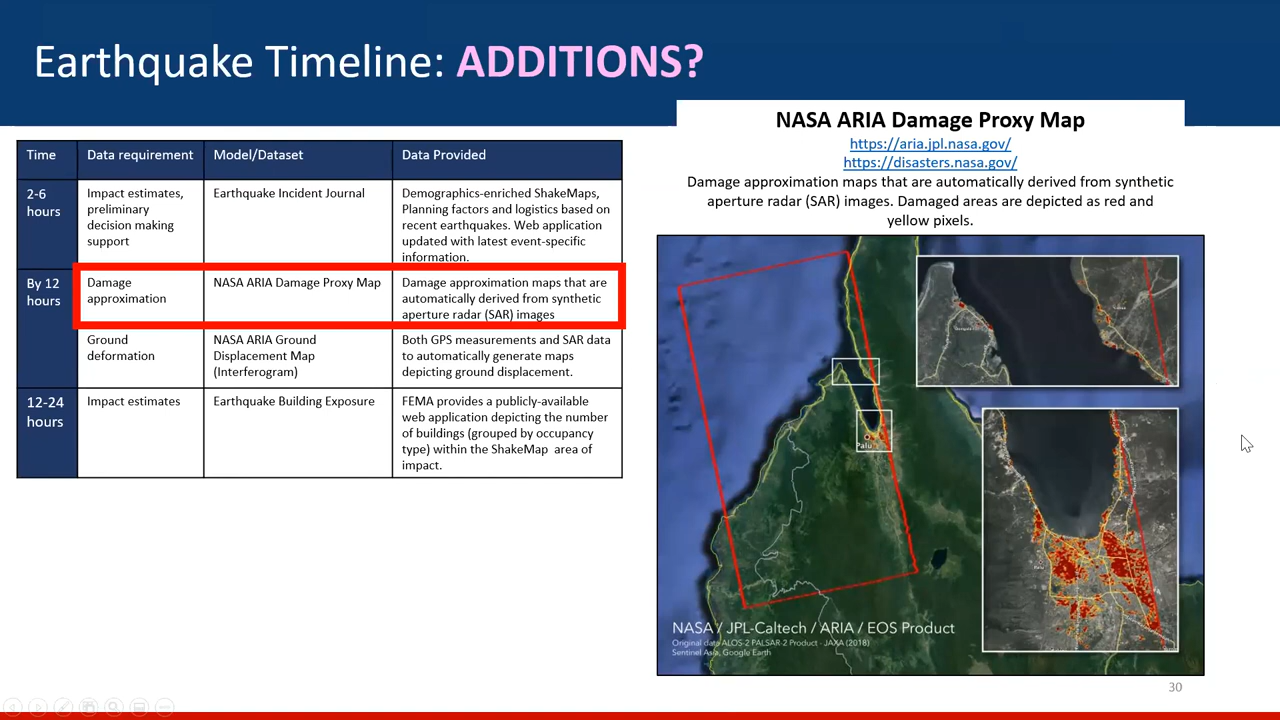 Earthquake Timeline: ADDITIONS?
Time
Data requirement
Model/Dataset
Data Provided
2-6
hours
Impact estimates,
preliminary
decision making
support
Earthquake Incident Journal
Demographics-enriched ShakeMaps,
Planning factors and logistics based on
recent earthquakes. Web application
updated with latest event-specific
information.
By 12
hours
Damage
approximation
NASA ARIA Damage Proxy Map
Damage approximation maps that are
automatically derived from synthetic
aperture radar (SAR) images
Ground
deformation
NASA ARIA Ground
Displacement Map
(Interferogram)
Both GPS measurements and SAR data
to automatically generate maps
depicting ground displacement.
12-24
hours
Impact estimates
Earthquake Building Exposure
FEMA provides a publicly-available
web application depicting the number
of buildings (grouped by occupancy
type) within the ShakeMap area of
impact.
NASA ARIA Damage Proxy Map
https://aria.jpl.nasa.gov/
https://disasters.nasa.gov/
Damage approximation maps that are automatically derived from synthetic
aperture radar (SAR) images. Damaged areas are depicted as red and
yellow pixels.
Palu
Palu
NASA / JPL-Caltech / ARIA / EOS Product
Original data ALOS-2 PALSAR-2 Product - JAXA (2018)
Sentinel Asia, Google Earth
30